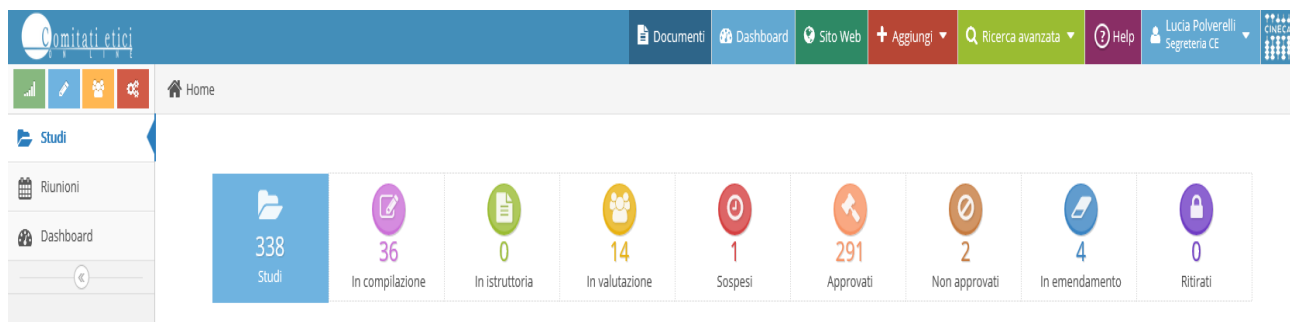 Comitati etici
O N L I N E
Documenti
Dashboard
Sito Web
Aggiungi
Ricerca avanzata
Help
Lucia Polverelli
Segreteria CE
CINECA
Home
Studi
Riunioni
Dashboard
338
Studi
36
In compilazione
0
In istruttoria
14
In valutazione
1
Sospesi
291
Approvati
2
Non approvati
4
In emendamento
0
Ritirati